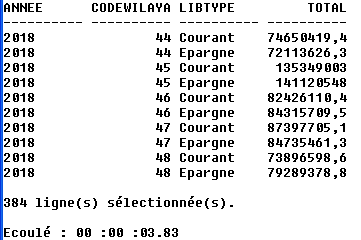 ANNEE      CODEWILAYA LIBTYPE       TOTAL
---------- ---------- ---------- ----------
2018               44 Courant    74650419,4
2018               44 Epargne    72113626,3
2018               45 Courant     135349003
2018               45 Epargne     141120548
2018               46 Courant    82426110,4
2018               46 Epargne    84315709,5
2018               47 Courant    87397705,1
2018               47 Epargne    84735461,3
2018               48 Courant    73896598,6
2018               48 Epargne    79289378,8
384 ligne(s) sélectionnée(s).
Ecoulé : 00 :00 :03.83